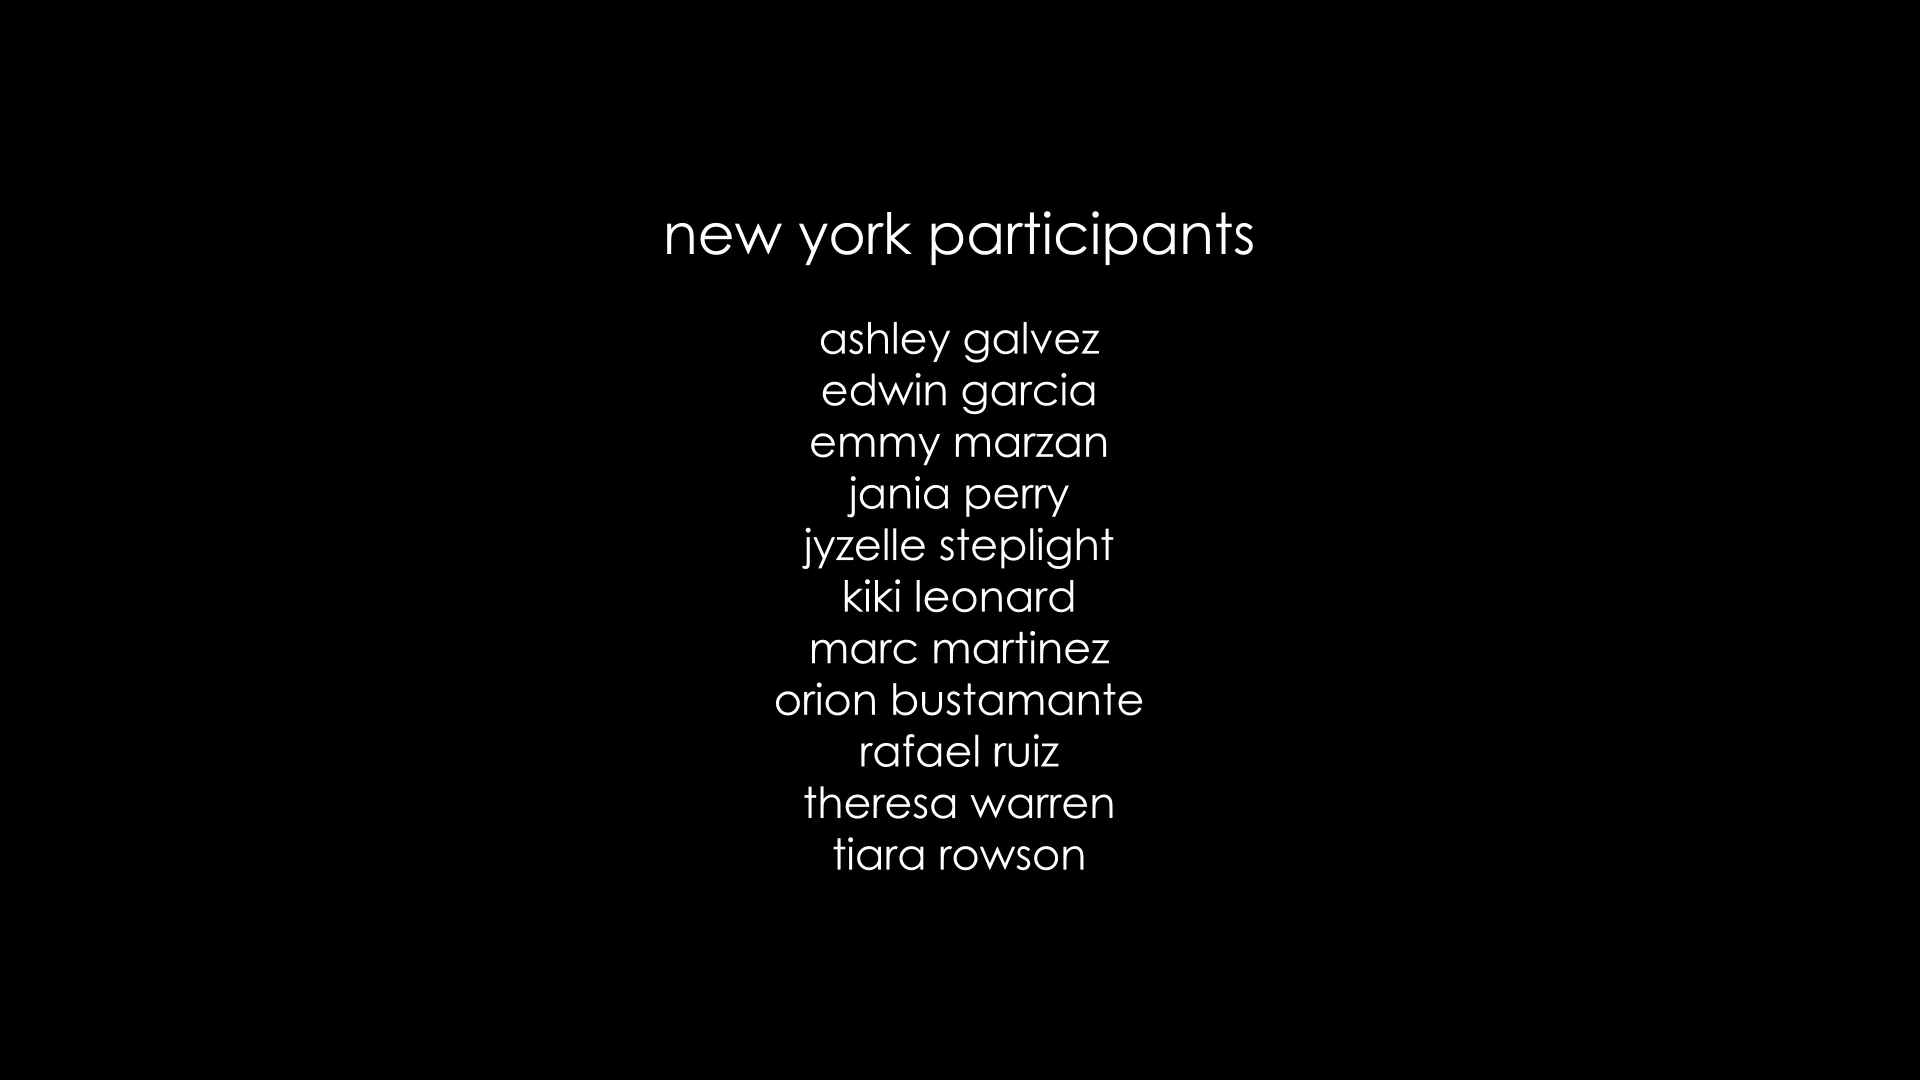 new york participants
ashley galvez
edwin garcia
emmy marzan
jania perry
jyzelle steplight
kiki leonard
marc martinez
orion bustamante
rafael ruiz
theresa warren
tiara rowson